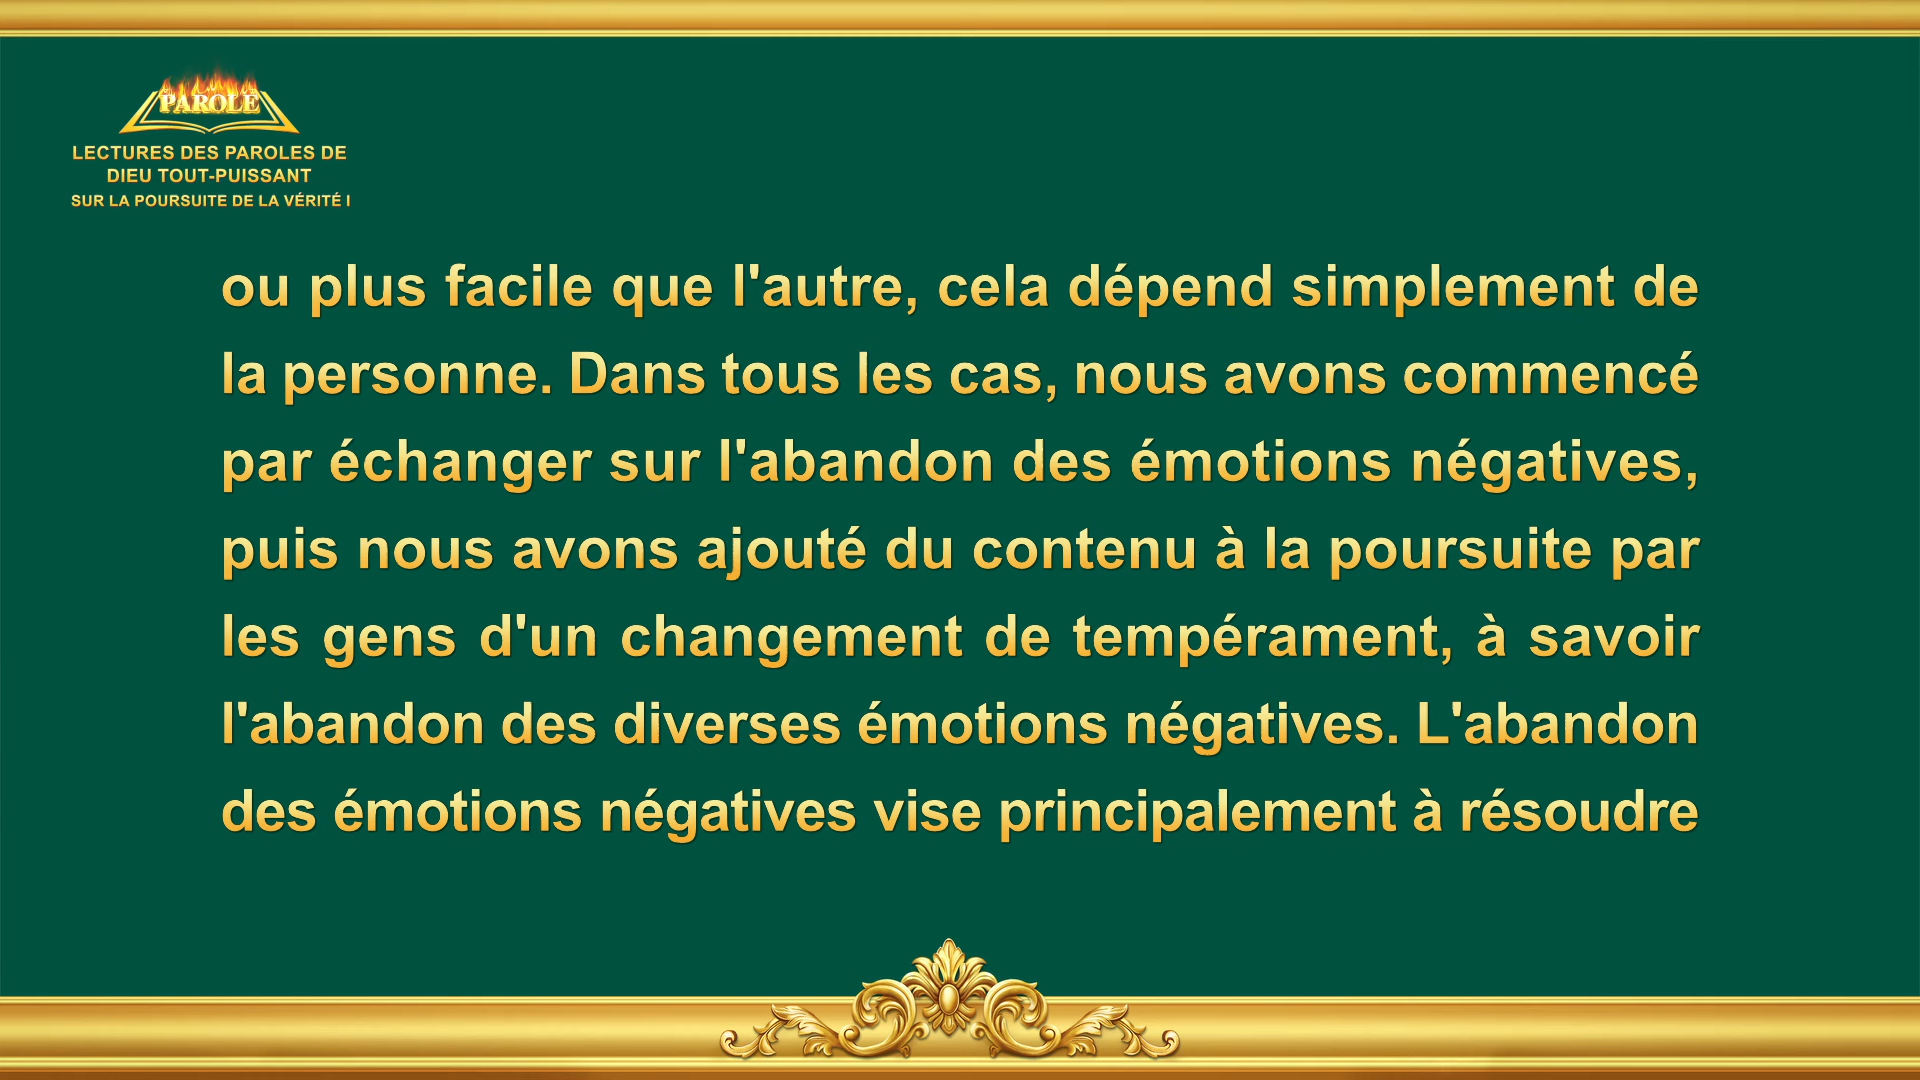 PAROLE
LECTURES DES PAROLES DE
DIEU TOUT-PUISSANT
SUR LA POURSUITE DE LA VÉRITÉ I
ou plus facile que l'autre, cela dépend simplement de
la personne. Dans tous les cas, nous avons commencé
par échanger sur l'abandon des émotions négatives,
puis nous avons ajouté du contenu à la poursuite par
les gens d'un changement de tempérament, à savoir
l'abandon des diverses émotions négatives. L'abandon
des émotions négatives vise principalement à résoudre